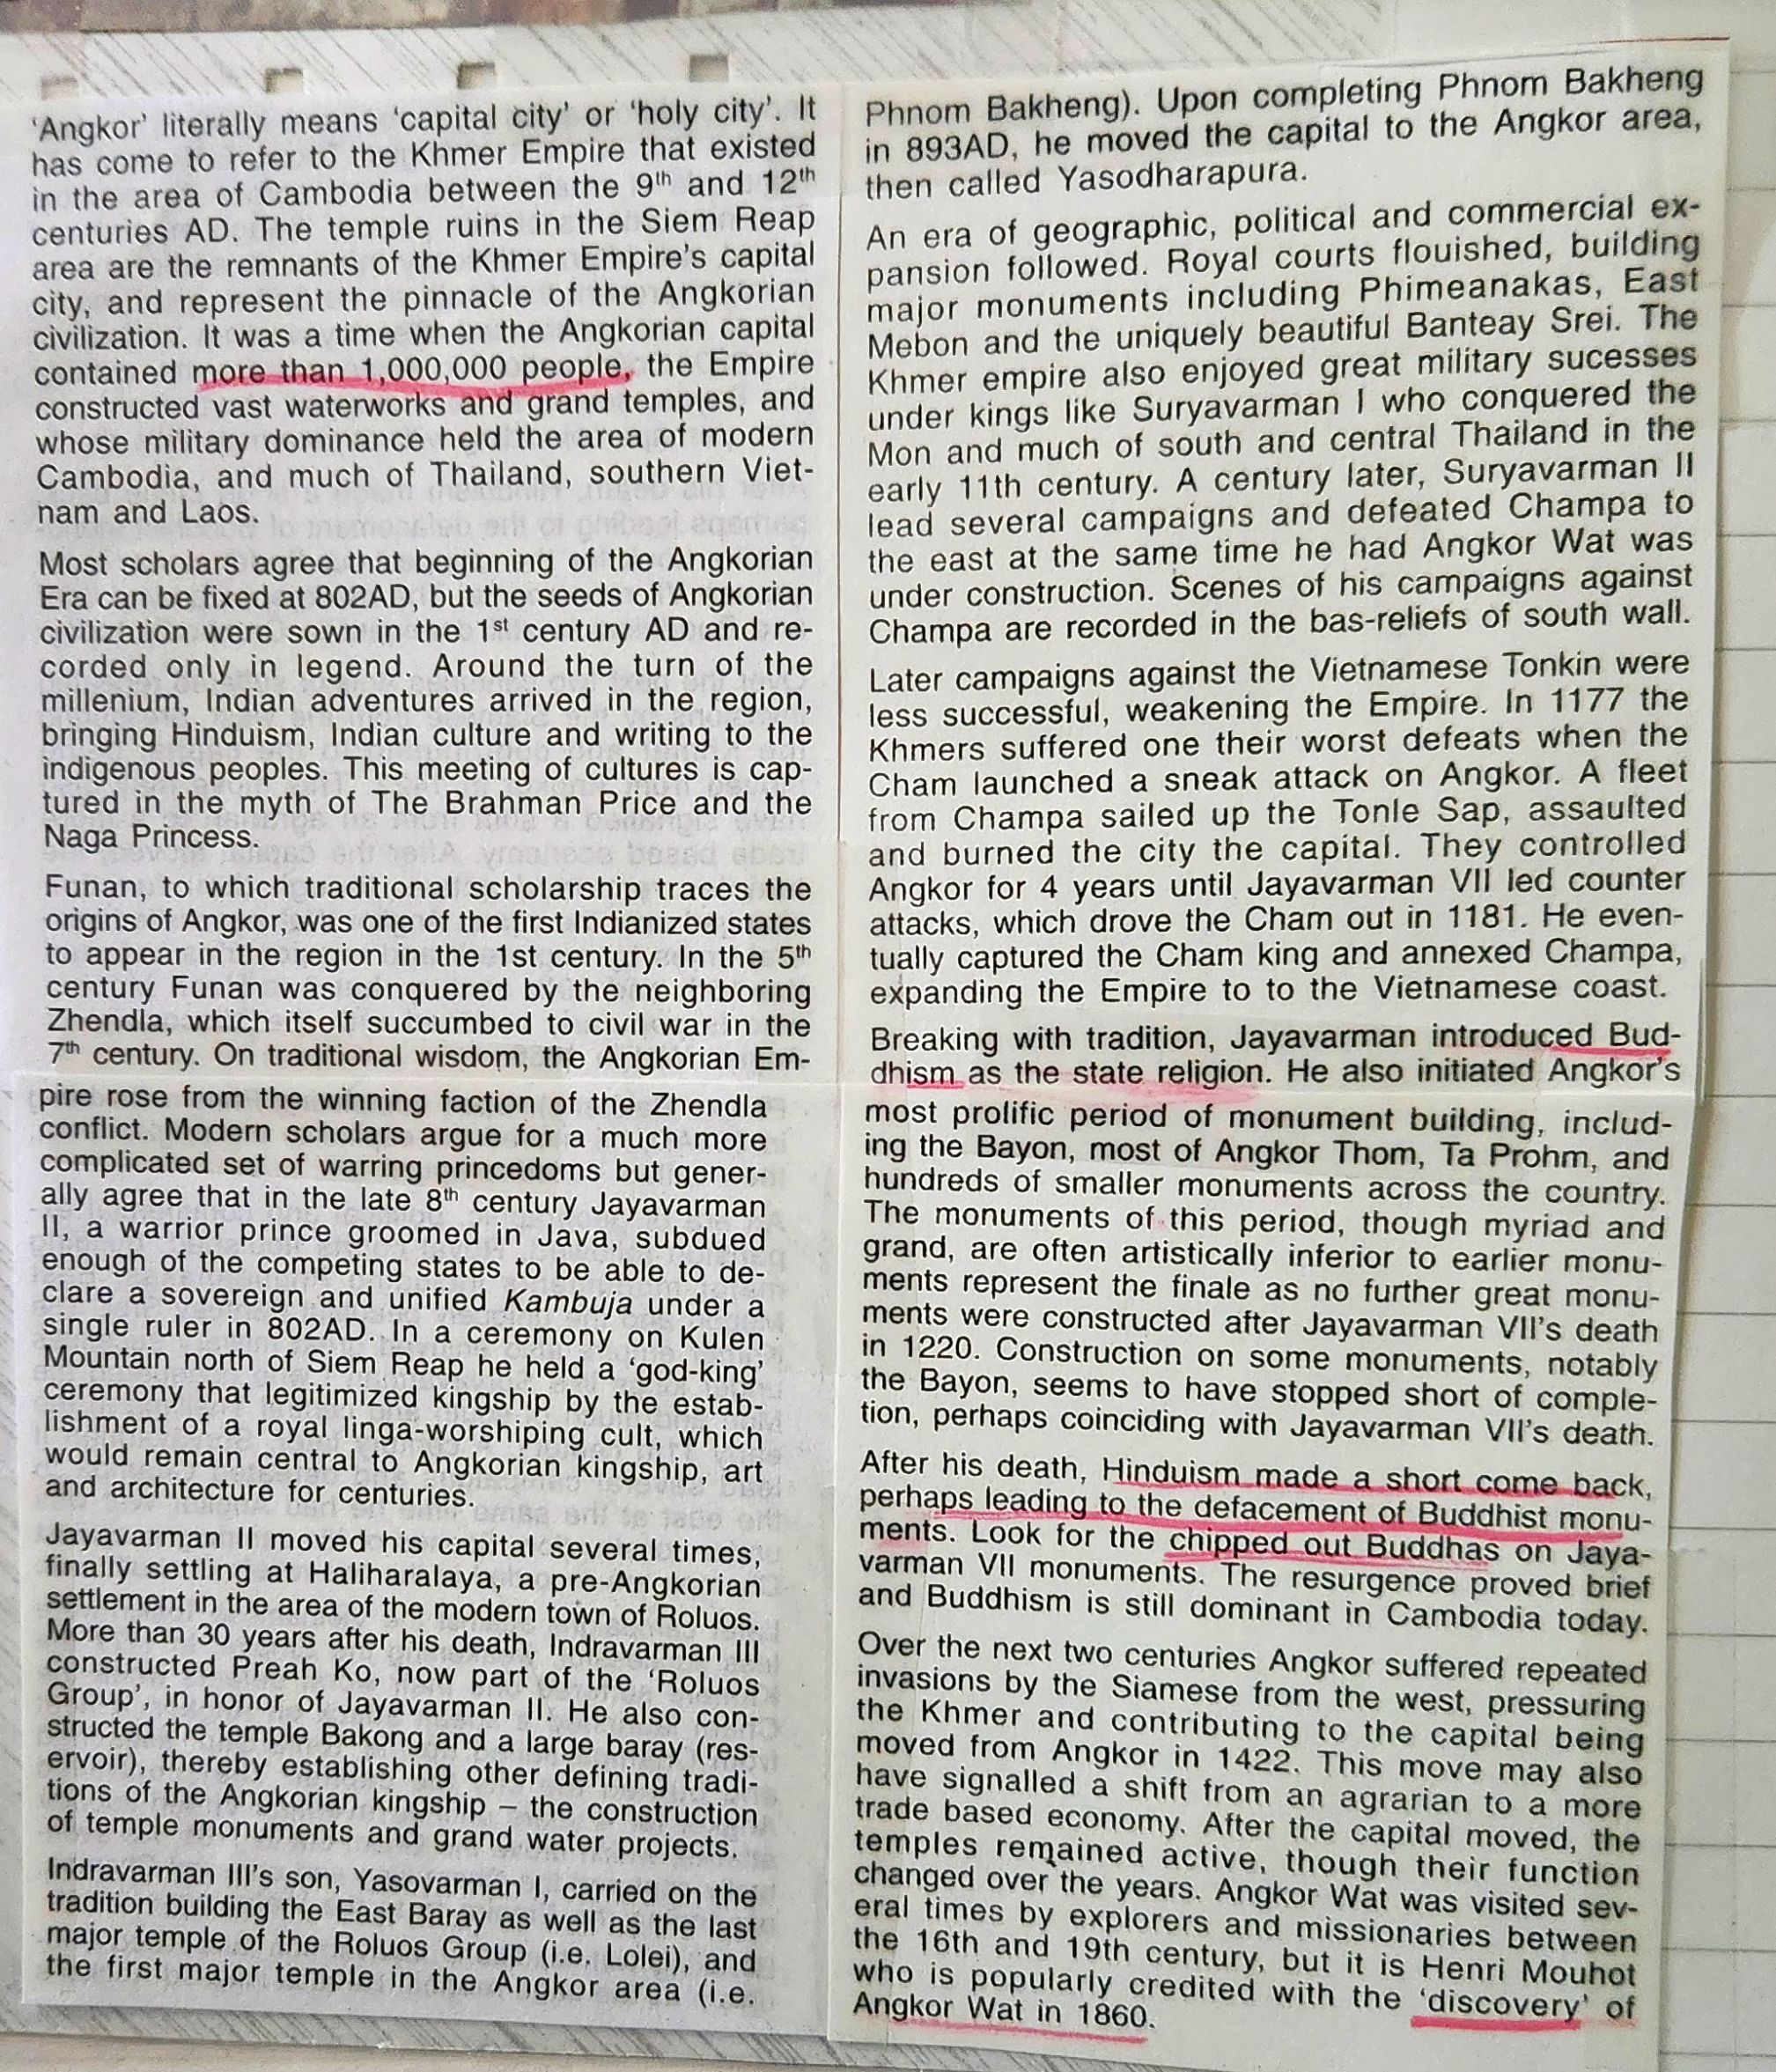 ‘Angkor’ literally means ‘capital city’ or ‘holy city’. It
has come to refer to the Khmer Empire that existed
in the area of Cambodia between the 9th and 12th
centuries AD. The temple ruins in the Siem Reap
area are the remnants of the Khmer Empire’s capital
city, and represent the pinnacle of the Angkorian
civilization. It was a time when the Angkorian capital
contained more than 1,000,000 people, the Empire
constructed vast waterworks and grand temples, and
whose military dominance held the area of modern
Cambodia, and much of Thailand, southern Viet-
nam and Laos.
Most scholars agree that beginning of the Angkorian
Era can be fixed at 802AD, but the seeds of Angkorian
civilization were sown in the 1st century AD and re-
corded only in legend. Around the turn of the
millenium, Indian adventures arrived in the region,
bringing Hinduism, Indian culture and writing to the
indigenous peoples. This meeting of cultures is cap-
tured in the myth of The Brahman Price and the
Naga Princess.
Funan, to which traditional scholarship traces the
origins of Angkor, was one of the first Indianized states
to appear in the region in the 1st century. In the 5th
century Funan was conquered by the neighboring
Zhendla, which itself succumbed to civil war in the
7th century. On traditional wisdom, the Angkorian Em-
pire rose from the winning faction of the Zhendla
conflict. Modern scholars argue for a much more
complicated set of warring princedoms but gener-
ally agree that in the late 8th century Jayavarman
II, a warrior prince groomed in Java, subdued
enough of the competing states to be able to de-
clare a sovereign and unified Kambuja under a
single ruler in 802AD. In a ceremony on Kulen
Mountain north of Siem Reap he held a ‘god-king’
ceremony that legitimized kingship by the estab-
lishment of a royal linga-worshiping cult, which
would remain central to Angkorian kingship, art
and architecture for centuries.
Jayavarman II moved his capital several times,
finally settling at Haliharalaya, a pre-Angkorian
settlement in the area of the modern town of Roluos.
More than 30 years after his death, Indravarman III
constructed Preah Ko, now part of the ‘Roluos
Group’, in honor of Jayavarman II. He also con-
structed the temple Bakong and a large baray (res-
ervoir), thereby establishing other defining tradi-
tions of the Angkorian kingship – the construction
of temple monuments and grand water projects.
Indravarman III’s son, Yasovarman I, carried on the
tradition building the East Baray as well as the last
major temple of the Roluos Group (i.e. Lolei), and
the first major temple in the Angkor area (i.e.
Phnom Bakheng). Upon completing Phnom Bakheng
in 893AD, he moved the capital to the Angkor area,
then called Yasodharapura.
An era of geographic, political and commercial ex-
pansion followed. Royal courts flouished, building
major monuments including Phimeanakas, East
Mebon and the uniquely beautiful Banteay Srei. The
Khmer empire also enjoyed great military sucesses
under kings like Suryavarman I who conquered the
Mon and much of south and central Thailand in the
early 11th century. A century later, Suryavarman II
lead several campaigns and defeated Champa to
the east at the same time he had Angkor Wat was
under construction. Scenes of his campaigns against
Champa are recorded in the bas-reliefs of south wall.
Later campaigns against the Vietnamese Tonkin were
less successful, weakening the Empire. In 1177 the
Khmers suffered one their worst defeats when the
Cham launched a sneak attack on Angkor. A fleet
from Champa sailed up the Tonle Sap, assaulted
and burned the city the capital. They controlled
Angkor for 4 years until Jayavarman VII led counter
attacks, which drove the Cham out in 1181. He even-
tually captured the Cham king and annexed Champa,
expanding the Empire to to the Vietnamese coast.
Breaking with tradition, Jayavarman introduced Bud-
dhism as the state religion. He also initiated Angkor’s
most prolific period of monument building, includ-
ing the Bayon, most of Angkor Thom, Ta Prohm, and
hundreds of smaller monuments across the country.
The monuments of this period, though myriad and
grand, are often artistically inferior to earlier monu-
ments represent the finale as no further great monu-
ments were constructed after Jayavarman VII’s death
in 1220. Construction on some monuments, notably
the Bayon, seems to have stopped short of comple-
tion, perhaps coinciding with Jayavarman VII’s death.
After his death, Hinduism made a short come back,
perhaps leading to the defacement of Buddhist monu-
ments. Look for the chipped out Buddhas on Jaya-
varman VII monuments. The resurgence proved brief
and Buddhism is still dominant in Cambodia today.
Over the next two centuries Angkor suffered repeated
invasions by the Siamese from the west, pressuring
the Khmer and contributing to the capital being
moved from Angkor in 1422. This move may also
have signalled a shift from an agrarian to a more
trade based economy. After the capital moved, the
temples remained active, though their function
changed over the years. Angkor Wat was visited sev-
eral times by explorers and missionaries between
the 16th and 19th century, but it is Henri Mouhot
who is popularly credited with the ‘discovery’ of
Angkor Wat in 1860.